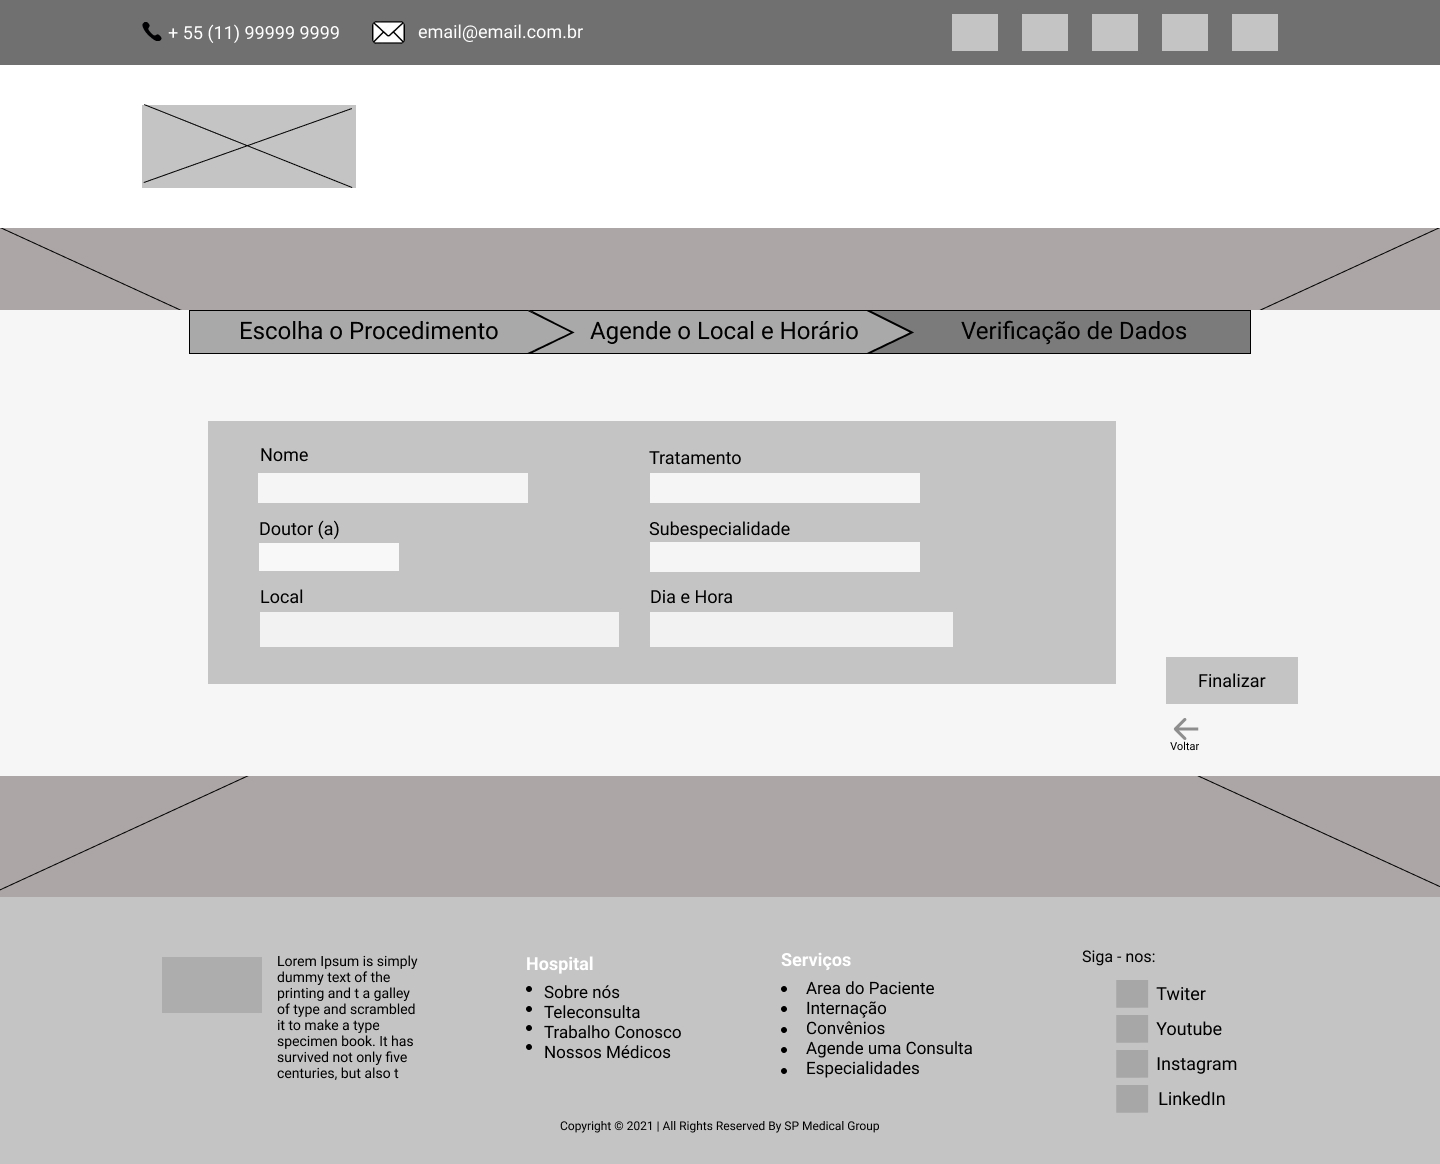 + 55 (11) 99999 9999
email@email.com.br
Escolha o Procedimento
Agende o Local e Horário
Verificação de Dados
Nome
Tratamento
Doutor (a)
Subespecialidade
Local
Dia e Hora
Finalizar
Voltar
Lorem Ipsum is simply
dummy text of the
printing and t a galley
of type and scrambled
it to make a type
specimen book. It has
survived not only five
centuries, but also t
Hospital
Sobre nós
Teleconsulta
Trabalho Conosco
Nossos Médicos
Serviços
Area do Paciente
Internação
Convênios
Agende uma Consulta
Especialidades
Siga - nos:
Twiter
Youtube
Instagram
LinkedIn
Copyright © 2021 | All Rights Reserved By SP Medical Group